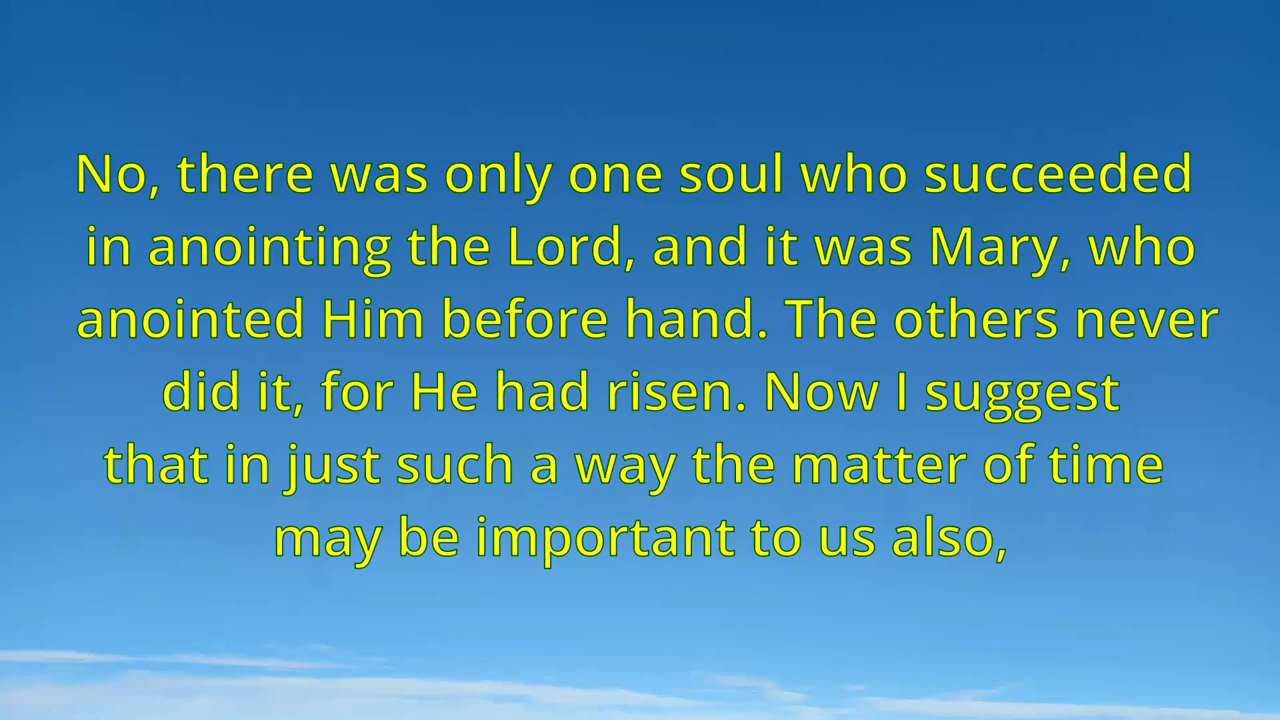 No, there was only one soul who succeeded
in anointing the Lord, and it was Mary, who
anointed Him before hand. The others never
did it, for He had risen. Now I suggest
that in just such a way the matter of time
may be important to us also,